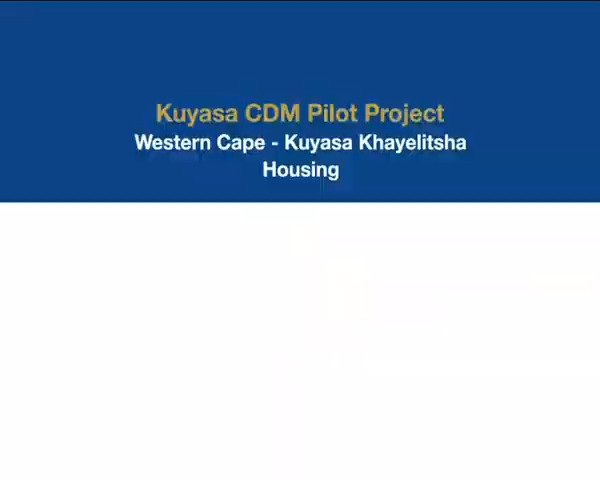 Kuyasa CDM Pilot Project
Western Cape - Kuyasa Khayelitsha
Housing